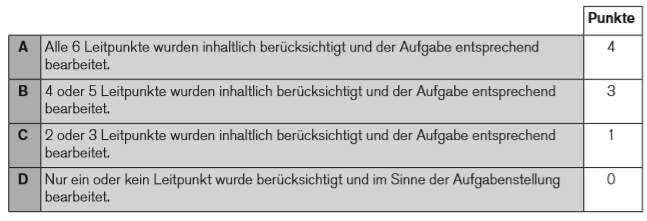 Punkte
A Alle 6 Leitpunkte wurden inhaltlich berücksichtigt und der Aufgabe entsprechend 4
bearbeitet.
B 4 oder 5 Leitpunkte wurden inhaltlich berücksichtigt und der Aufgabe entsprechend 3
bearbeitet.
C 2 oder 3 Leitpunkte wurden inhaltlich berücksichtigt und der Aufgabe entsprechend 1
bearbeitet.
D Nur ein oder kein Leitpunkt wurde berücksichtigt und im Sinne der Aufgabenstellung 0
bearbeitet.